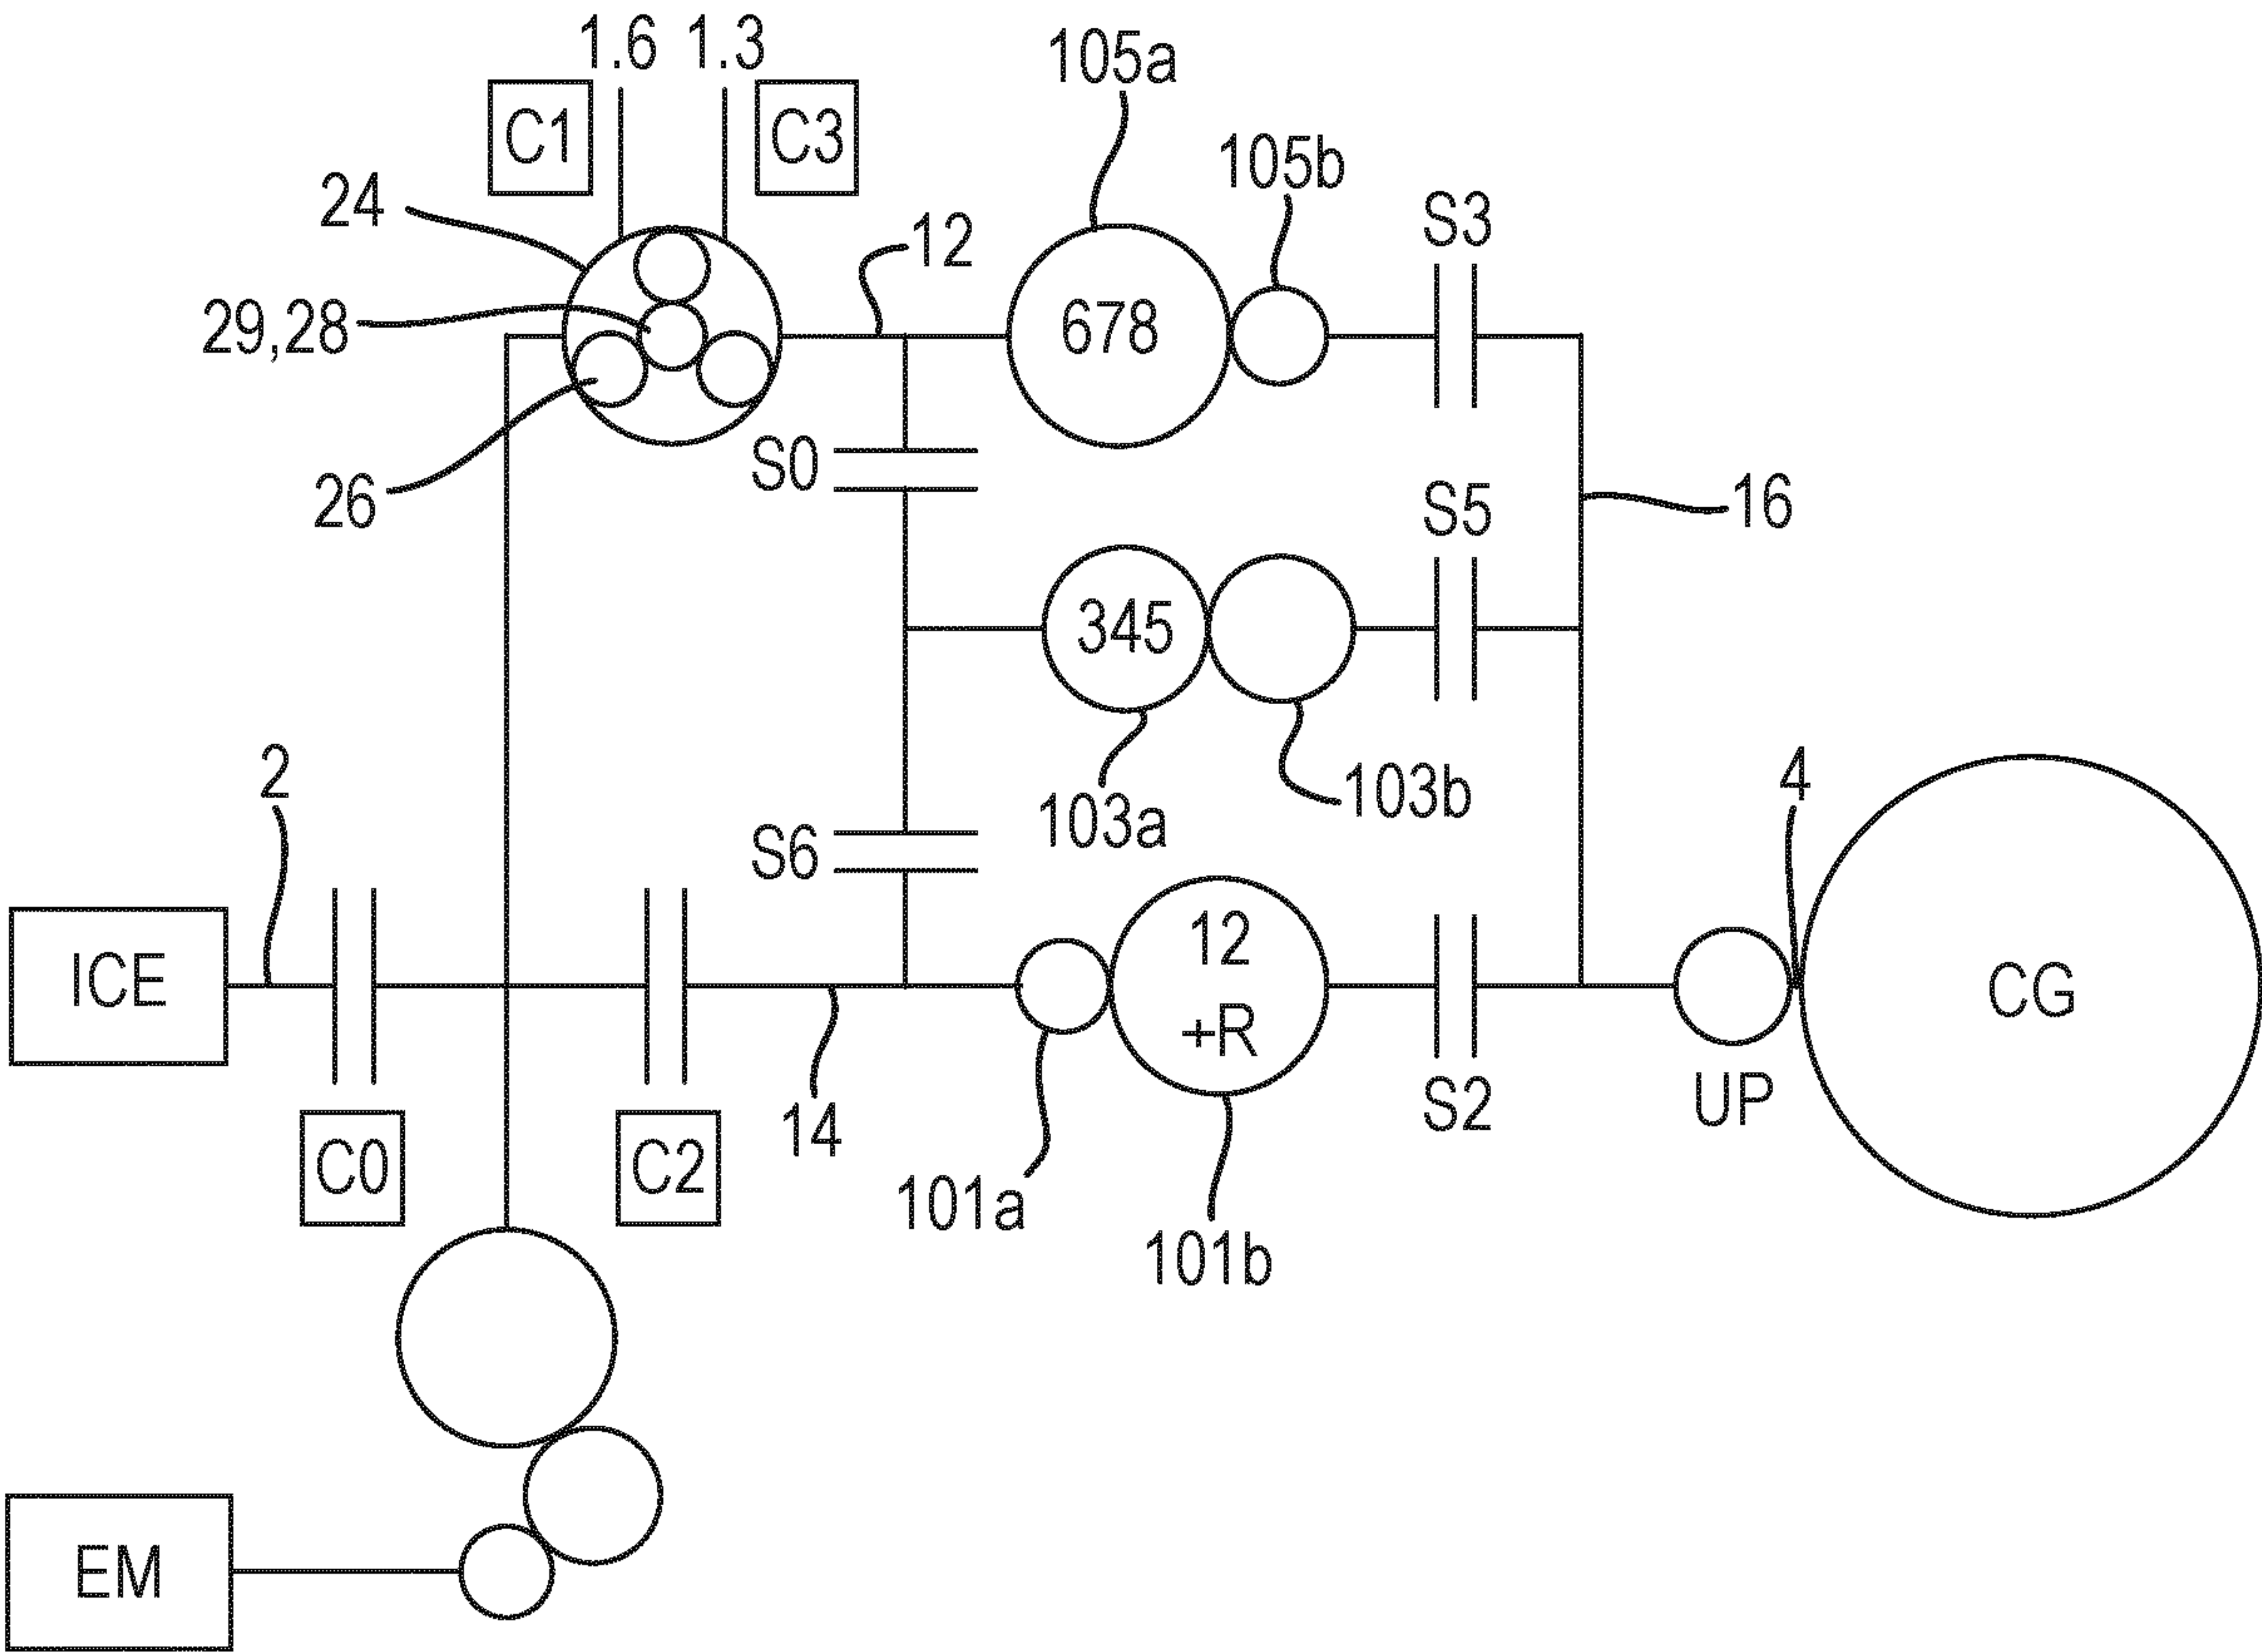 1.6 1.3
105a
C1
C3
105b
24
12
S3
29,28
678
S0
26
S5
16
345
2
103a
103b
4
S6
ICE
12
+R
CG
C0
C2
14
S2
UP
101a
101b
EM